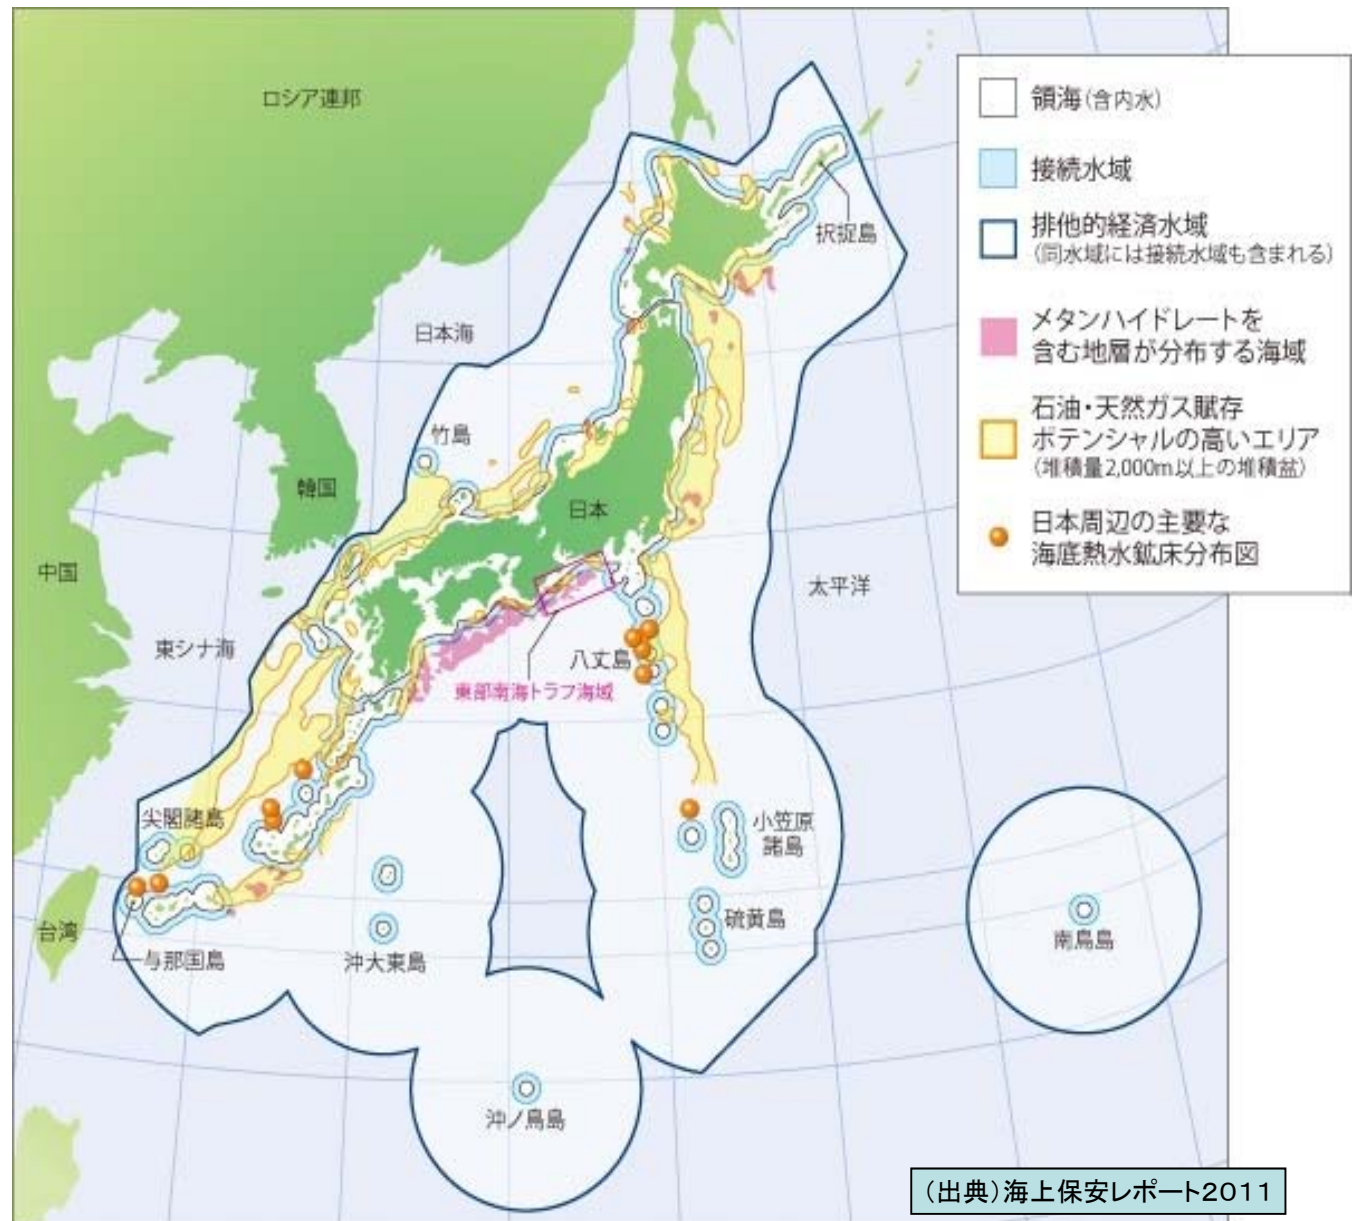 ロシア連邦
択捉島
日本海
竹島
韓国
日本
中国
東シナ海
太平洋
八丈島
東部南海トラフ海域
尖閣諸島
小笠原
諸島
台湾
与那国島
沖大東島
硫黄島
南鳥島
沖ノ鳥島
領海(含内水)
接続水域
排他的経済水域
(同水域には接続水域も含まれる)
メタンハイドレートを
含む地層が分布する海域
石油・天然ガス賦存
ポテンシャルの高いエリア
(堆積量2,000m以上の堆積盆)
日本周辺の主要な
海底熱水鉱床分布図
(出典)海上保安レポート2011